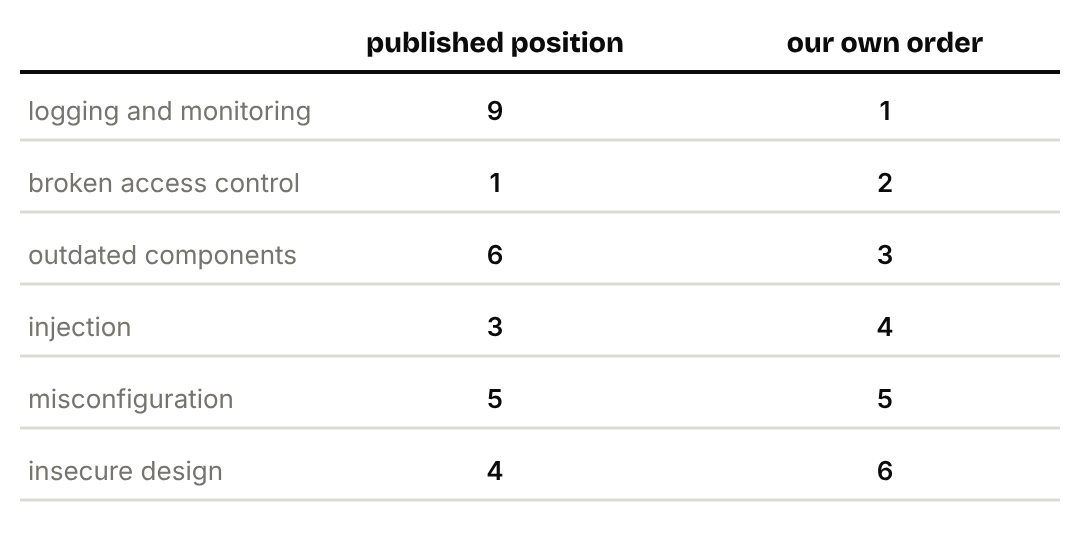 published position our own order
logging and monitoring 9 1
broken access control 1 2
outdated components 6 3
injection 3 4
misconfiguration 5 5
insecure design 4 6